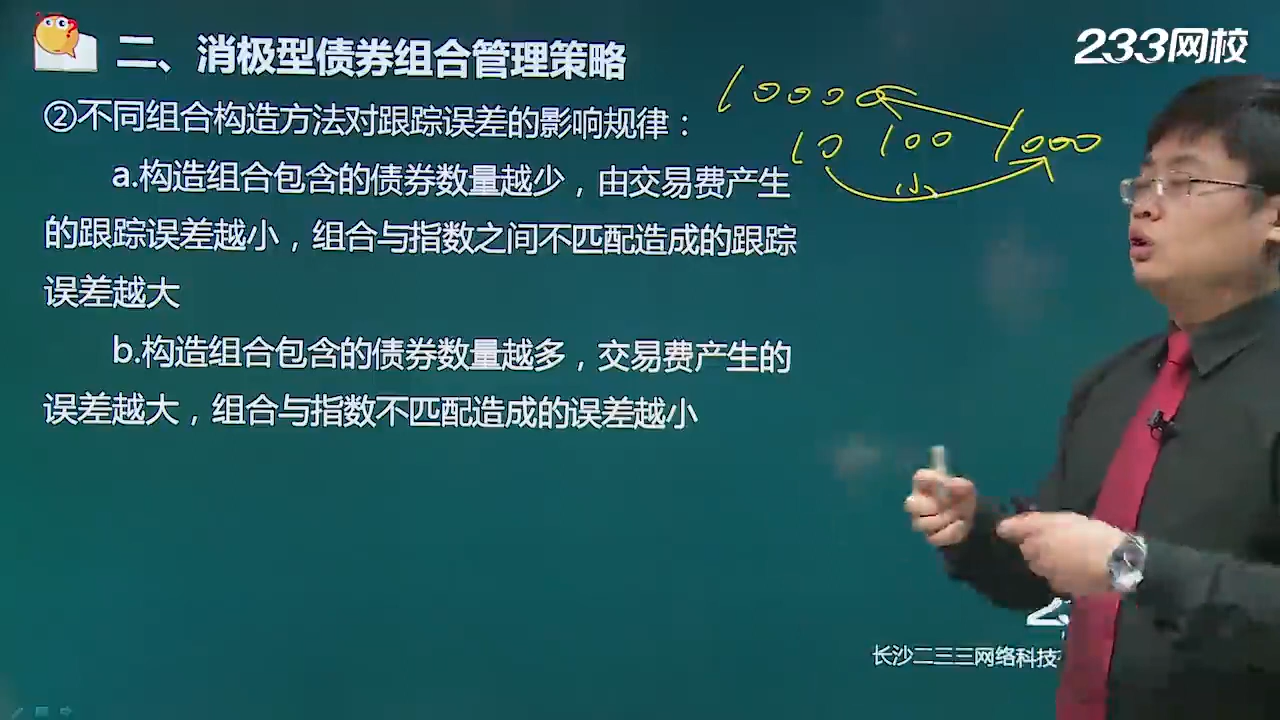 二、消极型债券组合管理策略
233网校
②不同组合构造方法对跟踪误差的影响规律：
10000
10 100 1000
小
a.构造组合包含的债券数量越少，由交易费产生
的跟踪误差越小，组合与指数之间不匹配造成的跟踪
误差越大
b.构造组合包含的债券数量越多，交易费产生的
误差越大，组合与指数不匹配造成的误差越小
长沙二三三网络科技